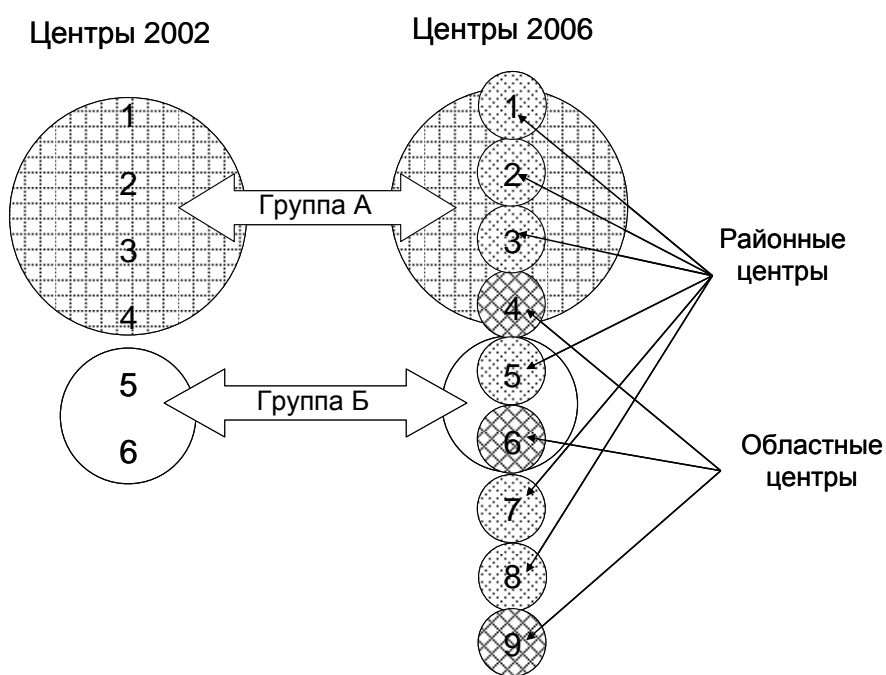 Центры 2002
Центры 2006
1
2
3
4
5
6
Группа А
Группа Б
1
2
3
4
5
6
7
8
9
Районные
центры
Областные
центры